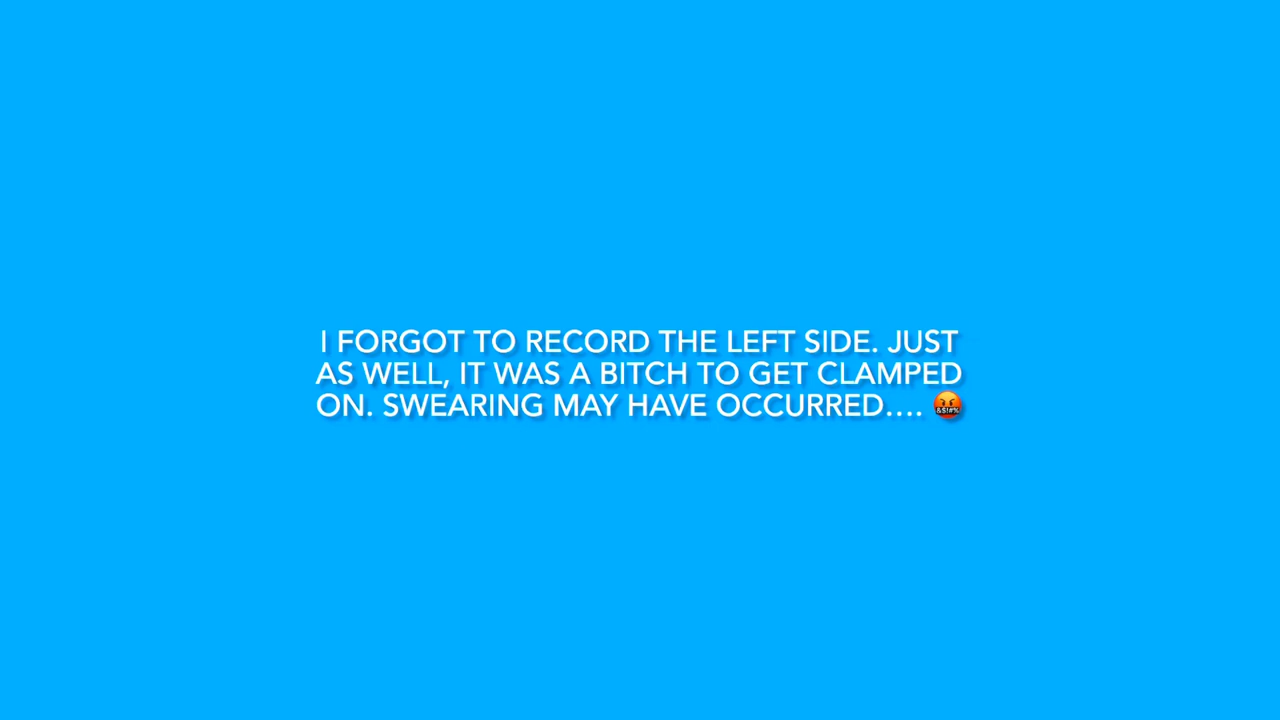 I FORGOT TO RECORD THE LEFT SIDE. JUST
AS WELL, IT WAS A BITCH TO GET CLAMPED
ON. SWEARING MAY HAVE OCCURRED.... 🤬